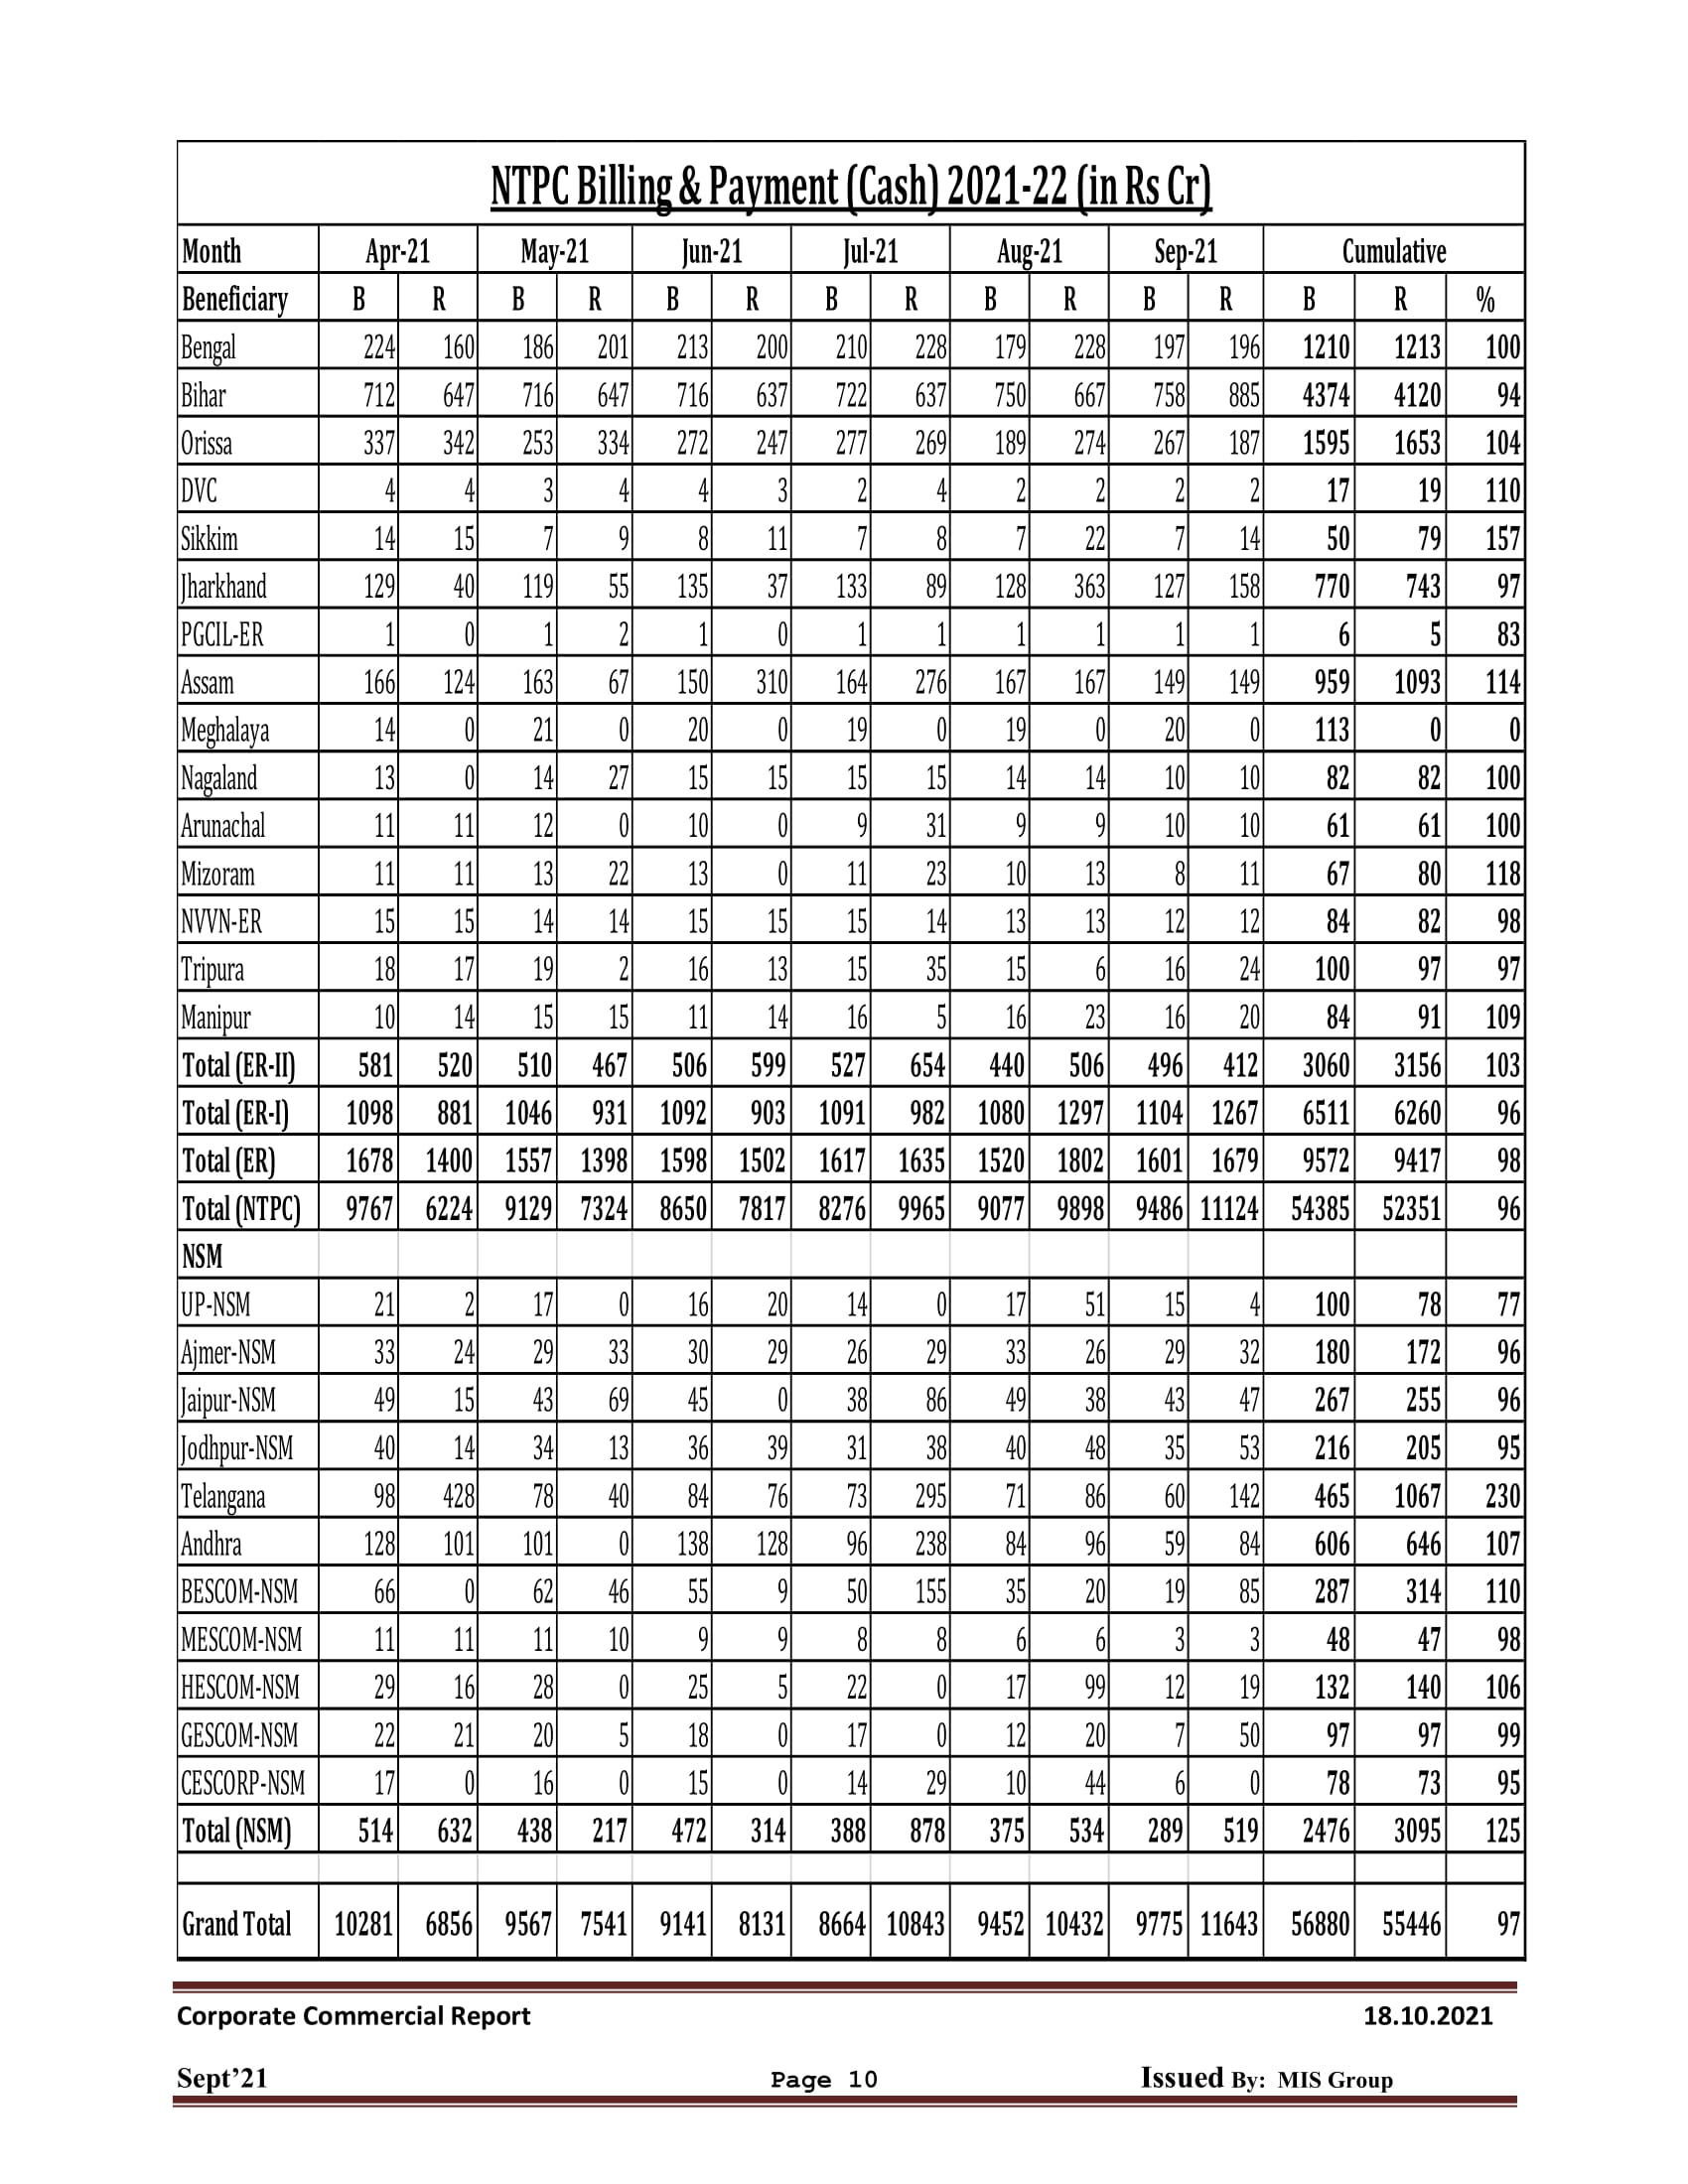 NTPC Billing & Payment (Cash) 2021-22 (in Rs Cr)
Month Apr-21 May-21 Jun-21 Jul-21 Aug-21 Sep-21 Cumulative
Beneficiary B R B R B R B R B R B R B R %
Bengal 224 160 186 201 213 200 210 228 179 228 197 196 1210 1213 100
Bihar 712 647 716 647 716 637 722 637 750 667 758 885 4374 4120 94
Orissa 337 342 253 334 272 247 277 269 189 274 267 187 1595 1653 104
DVC 4 4 3 4 4 3 2 4 2 2 2 2 17 19 110
Sikkim 14 15 7 9 8 11 7 8 7 22 7 14 50 79 157
Jharkhand 129 40 119 55 135 37 133 89 128 363 127 158 770 743 97
PGCIL-ER 1 0 1 2 1 0 1 1 1 1 1 1 6 5 83
Assam 166 124 163 67 150 310 164 276 167 167 149 149 959 1093 114
Meghalaya 14 0 21 0 20 0 19 0 19 0 20 0 113 0 0
Nagaland 13 0 14 27 15 15 15 15 14 14 10 10 82 82 100
Arunachal 11 11 12 0 10 0 9 31 9 9 10 10 61 61 100
Mizoram 11 11 13 22 13 0 11 23 10 13 8 11 67 80 118
NVVN-ER 15 15 14 14 15 15 15 14 13 13 12 12 84 82 98
Tripura 18 17 19 2 16 13 15 35 15 6 16 24 100 97 97
Manipur 10 14 15 15 11 14 16 5 16 23 16 20 84 91 109
Total (ER-II) 581 520 510 467 506 599 527 654 440 506 496 412 3060 3156 103
Total (ER-I) 1098 881 1046 931 1092 903 1091 982 1080 1297 1104 1267 6511 6260 96
Total (ER) 1678 1400 1557 1398 1598 1502 1617 1635 1520 1802 1601 1679 9572 9417 98
Total (NTPC) 9767 6224 9129 7324 8650 7817 8276 9965 9077 9898 9486 11124 54385 52351 96
NSM
UP-NSM 21 2 17 0 16 20 14 0 17 51 15 4 100 78 77
Ajmer-NSM 33 24 29 33 30 29 26 29 33 26 29 32 180 172 96
Jaipur-NSM 49 15 43 69 45 0 38 86 49 38 43 47 267 255 96
Jodhpur-NSM 40 14 34 13 36 39 31 38 40 48 35 53 216 205 95
Telangana 98 428 78 40 84 76 73 295 71 86 60 142 465 1067 230
Andhra 128 101 101 0 138 128 96 238 84 96 59 84 606 646 107
BESCOM-NSM 66 0 62 46 55 9 50 155 35 20 19 85 287 314 110
MESCOM-NSM 11 11 11 10 9 9 8 8 6 6 3 3 48 47 98
HESCOM-NSM 29 16 28 0 25 5 22 0 17 99 12 19 132 140 106
GESCOM-NSM 22 21 20 5 18 0 17 0 12 20 7 50 97 97 99
CESCORP-NSM 17 0 16 0 15 0 14 29 10 44 6 0 78 73 95
Total (NSM) 514 632 438 217 472 314 388 878 375 534 289 519 2476 3095 125
Grand Total 10281 6856 9567 7541 9141 8131 8664 10843 9452 10432 9775 11643 56880 55446 97
Corporate Commercial Report 18.10.2021
Sept’21 Page 10 Issued By: MIS Group